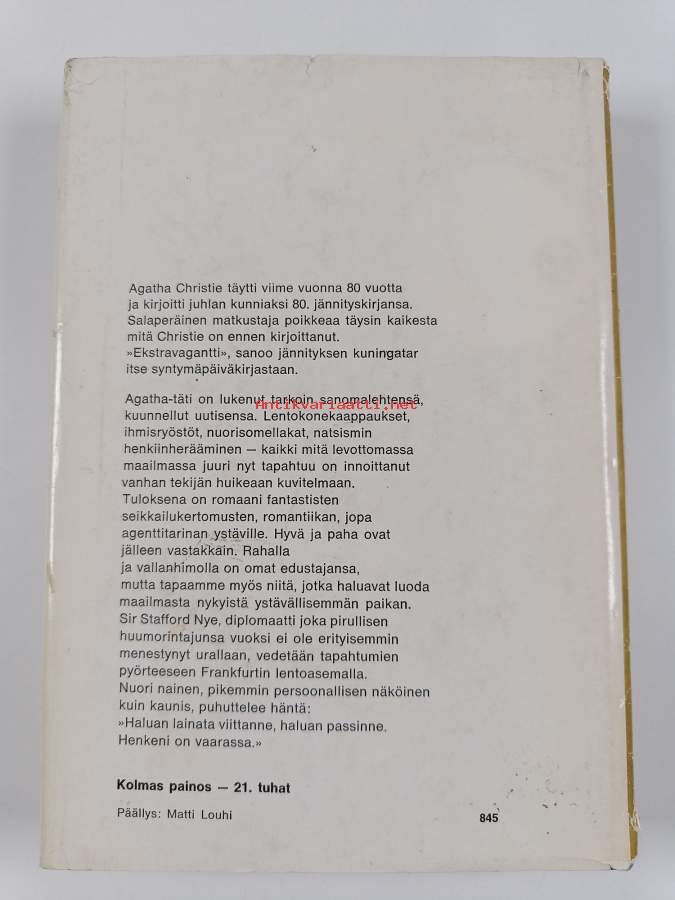 Agatha Christie täytti viime vuonna 80 vuotta
ja kirjoitti juhlan kunniaksi 80. jännityskirjansa.
Salaperäinen matkustaja poikkeaa täysin kaikesta
mitä Christie on ennen kirjoittanut.
»Ekstravagantti», sanoo jännityksen kuningatar
itse syntymäpäiväkirjastaan.
Agatha-täti on lukenut tarkoin sanomalehtensä,
Antikvariaatti.net
kuunnellut uutisensa. Lentokonekaappaukset,
ihmisryöstöt, nuorisomellakat, natsismin
henkiinherääminen — kaikki mitä levottomassa
maailmassa juuri nyt tapahtuu on innoittanut
vanhan tekijän huikeaan kuvitelmaan.
Tuloksena on romaani fantastisten
seikkailukertomusten, romantiikan, jopa
agenttitarinan ystäville. Hyvä ja paha ovat
jälleen vastakkain. Rahalla
ja vallanhimolla on omat edustajansa,
mutta tapaamme myös niitä, jotka haluavat luoda
maailmasta nykyistä ystävällisemmän paikan.
Sir Stafford Nye, diplomaatti joka pirullisen
huumorintajunsa vuoksi ei ole erityisemmin
menestynyt urallaan, vedetään tapahtumien
pyörteeseen Frankfurtin lentoasemalla.
Nuori nainen, pikemmin persoonallisen näköinen
kuin kaunis, puhuttelee häntä:
»Haluan lainata viittanne, haluan passinne.
Henkeni on vaarassa.»
Kolmas painos — 21. tuhat
Päällys: Matti Louhi
845